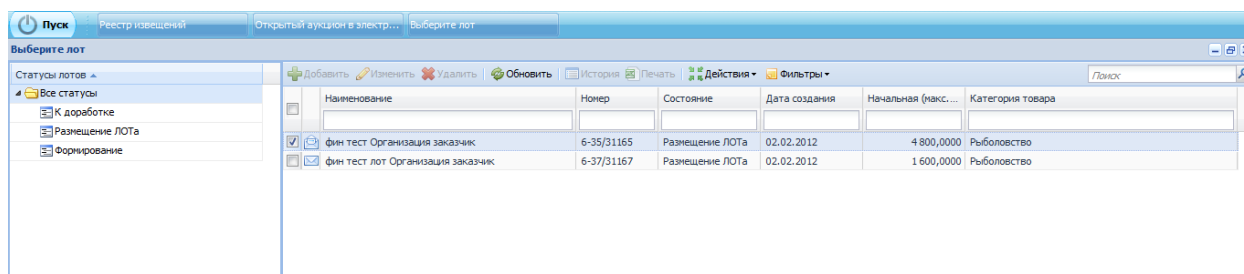 Пуск Реестр извещений Открытый аукцион в электр... Выберите лот
Выберите лот
Статусы лотов Добавить Изменить Удалить Обновить История Печать Действия Фильтры Поиск
Все статусы Наименование Номер Состояние Дата создания Начальная (макс.... Категория товара
К доработке
Размещение ЛОТа фин тест Организация заказчик 6-35/31165 Размещение ЛОТа 02.02.2012 4 800,0000 Рыболовство
Формирование фин тест лот Организация заказчик 6-37/31167 Размещение ЛОТа 02.02.2012 1 600,0000 Рыболовство